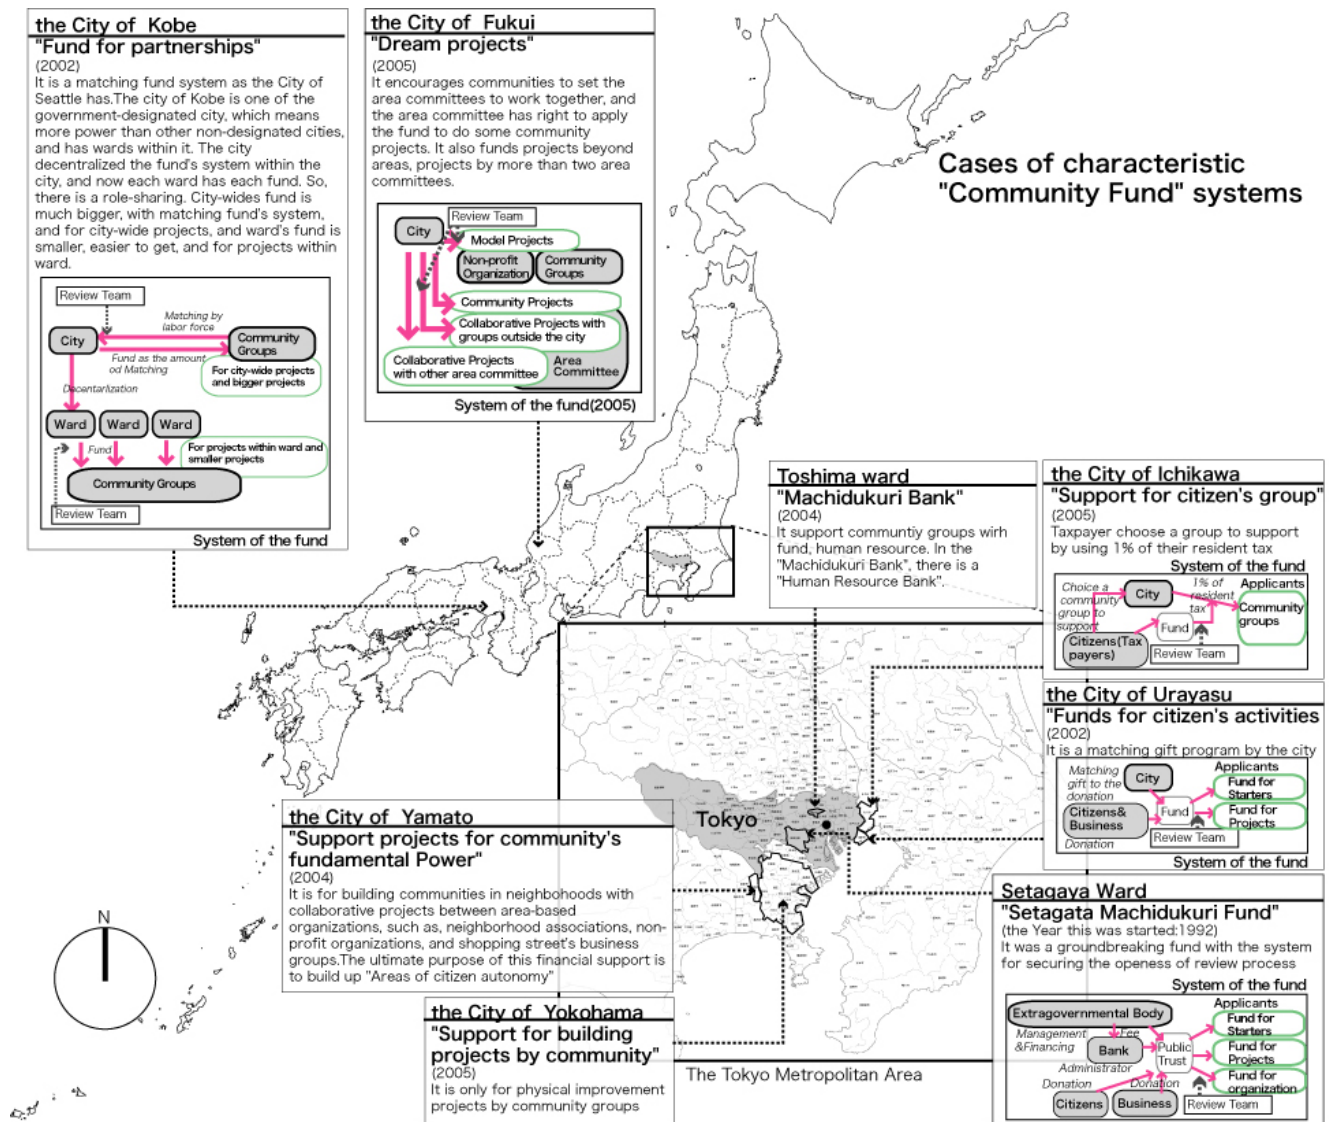 the City of Kobe
"Fund for partnerships"
(2002)
It is a matching fund system as the City of
Seattle has.The city of Kobe is one of the
government-designated city, which means
more power than other non-designated cities,
and has wards within it. The city
decentralized the fund's system within the
city, and now each ward has each fund. So,
there is a role-sharing. City-wides fund is
much bigger, with matching fund's system,
and for city-wide projects, and ward's fund is
smaller, easier to get, and for projects within
ward.
Review Team
Matching by
labor force
City
Community
Groups
Fund as the amount
od Matching
For city-wide projects
and bigger projects
Decentarlization
Ward
Ward
Ward
Fund
For projects within ward and
smaller projects
Community Groups
Review Team
System of the fund
the City of Fukui
"Dream projects"
(2005)
It encourages communities to set the
area committees to work together, and
the area committee has right to apply
the fund to do some community
projects. It also funds projects beyond
areas, projects by more than two area
committees.
Review Team
City
Model Projects
Non-profit
Organization
Community
Groups
Community Projects
Collaborative Projects with
groups outside the city
Collaborative Projects
with other area committee
Area
Committee
System of the fund(2005)
Cases of characteristic
"Community Fund" systems
Toshima ward
"Machidukuri Bank"
(2004)
It support communtiy groups wirh
fund, human resource. In the
"Machidukuri Bank", there is a
"Human Resource Bank".
the City of Ichikawa
"Support for citizen's group"
(2005)
Taxpayer choose a group to support
by using 1% of their resident tax
System of the fund
Choice a
community
group to
support
City
1% of
resident
tax
Applicants
Community
groups
Fund
Citizens(Tax
payers)
Review Team
the City of Urayasu
"Funds for citizen's activities
(2002)
It is a matching gift program by the city
Matching
gift to the
donation
City
Applicants
Fund for
Starters
Fund
Fund for
Projects
Citizens&
Business
Donation
Review Team
System of the fund
Setagaya Ward
"Setagata Machidukuri Fund"
(the Year this was started:1992)
It was a groundbreaking fund with the system
for securing the openess of review process
System of the fund
Extragovernmental Body
Applicants
Fund for
Starters
Management
&Financing
Fee
Bank
Public
Trust
Fund for
Projects
Administrator
Fund for
organization
Donation
Donation
Citizens
Business
Review Team
Tokyo
the City of Yamato
"Support projects for community's
fundamental Power"
(2004)
It is for building communities in neighbohoods with
collaborative projects between area-based
organizations, such as, neighborhood associations, non-
profit organizations, and shopping street's business
groups.The ultimate purpose of this financial support is
to build up "Areas of citizen autonomy"
the City of Yokohama
"Support for building
projects by community"
(2005)
It is only for physical improvement
projects by community groups
The Tokyo Metropolitan Area
N